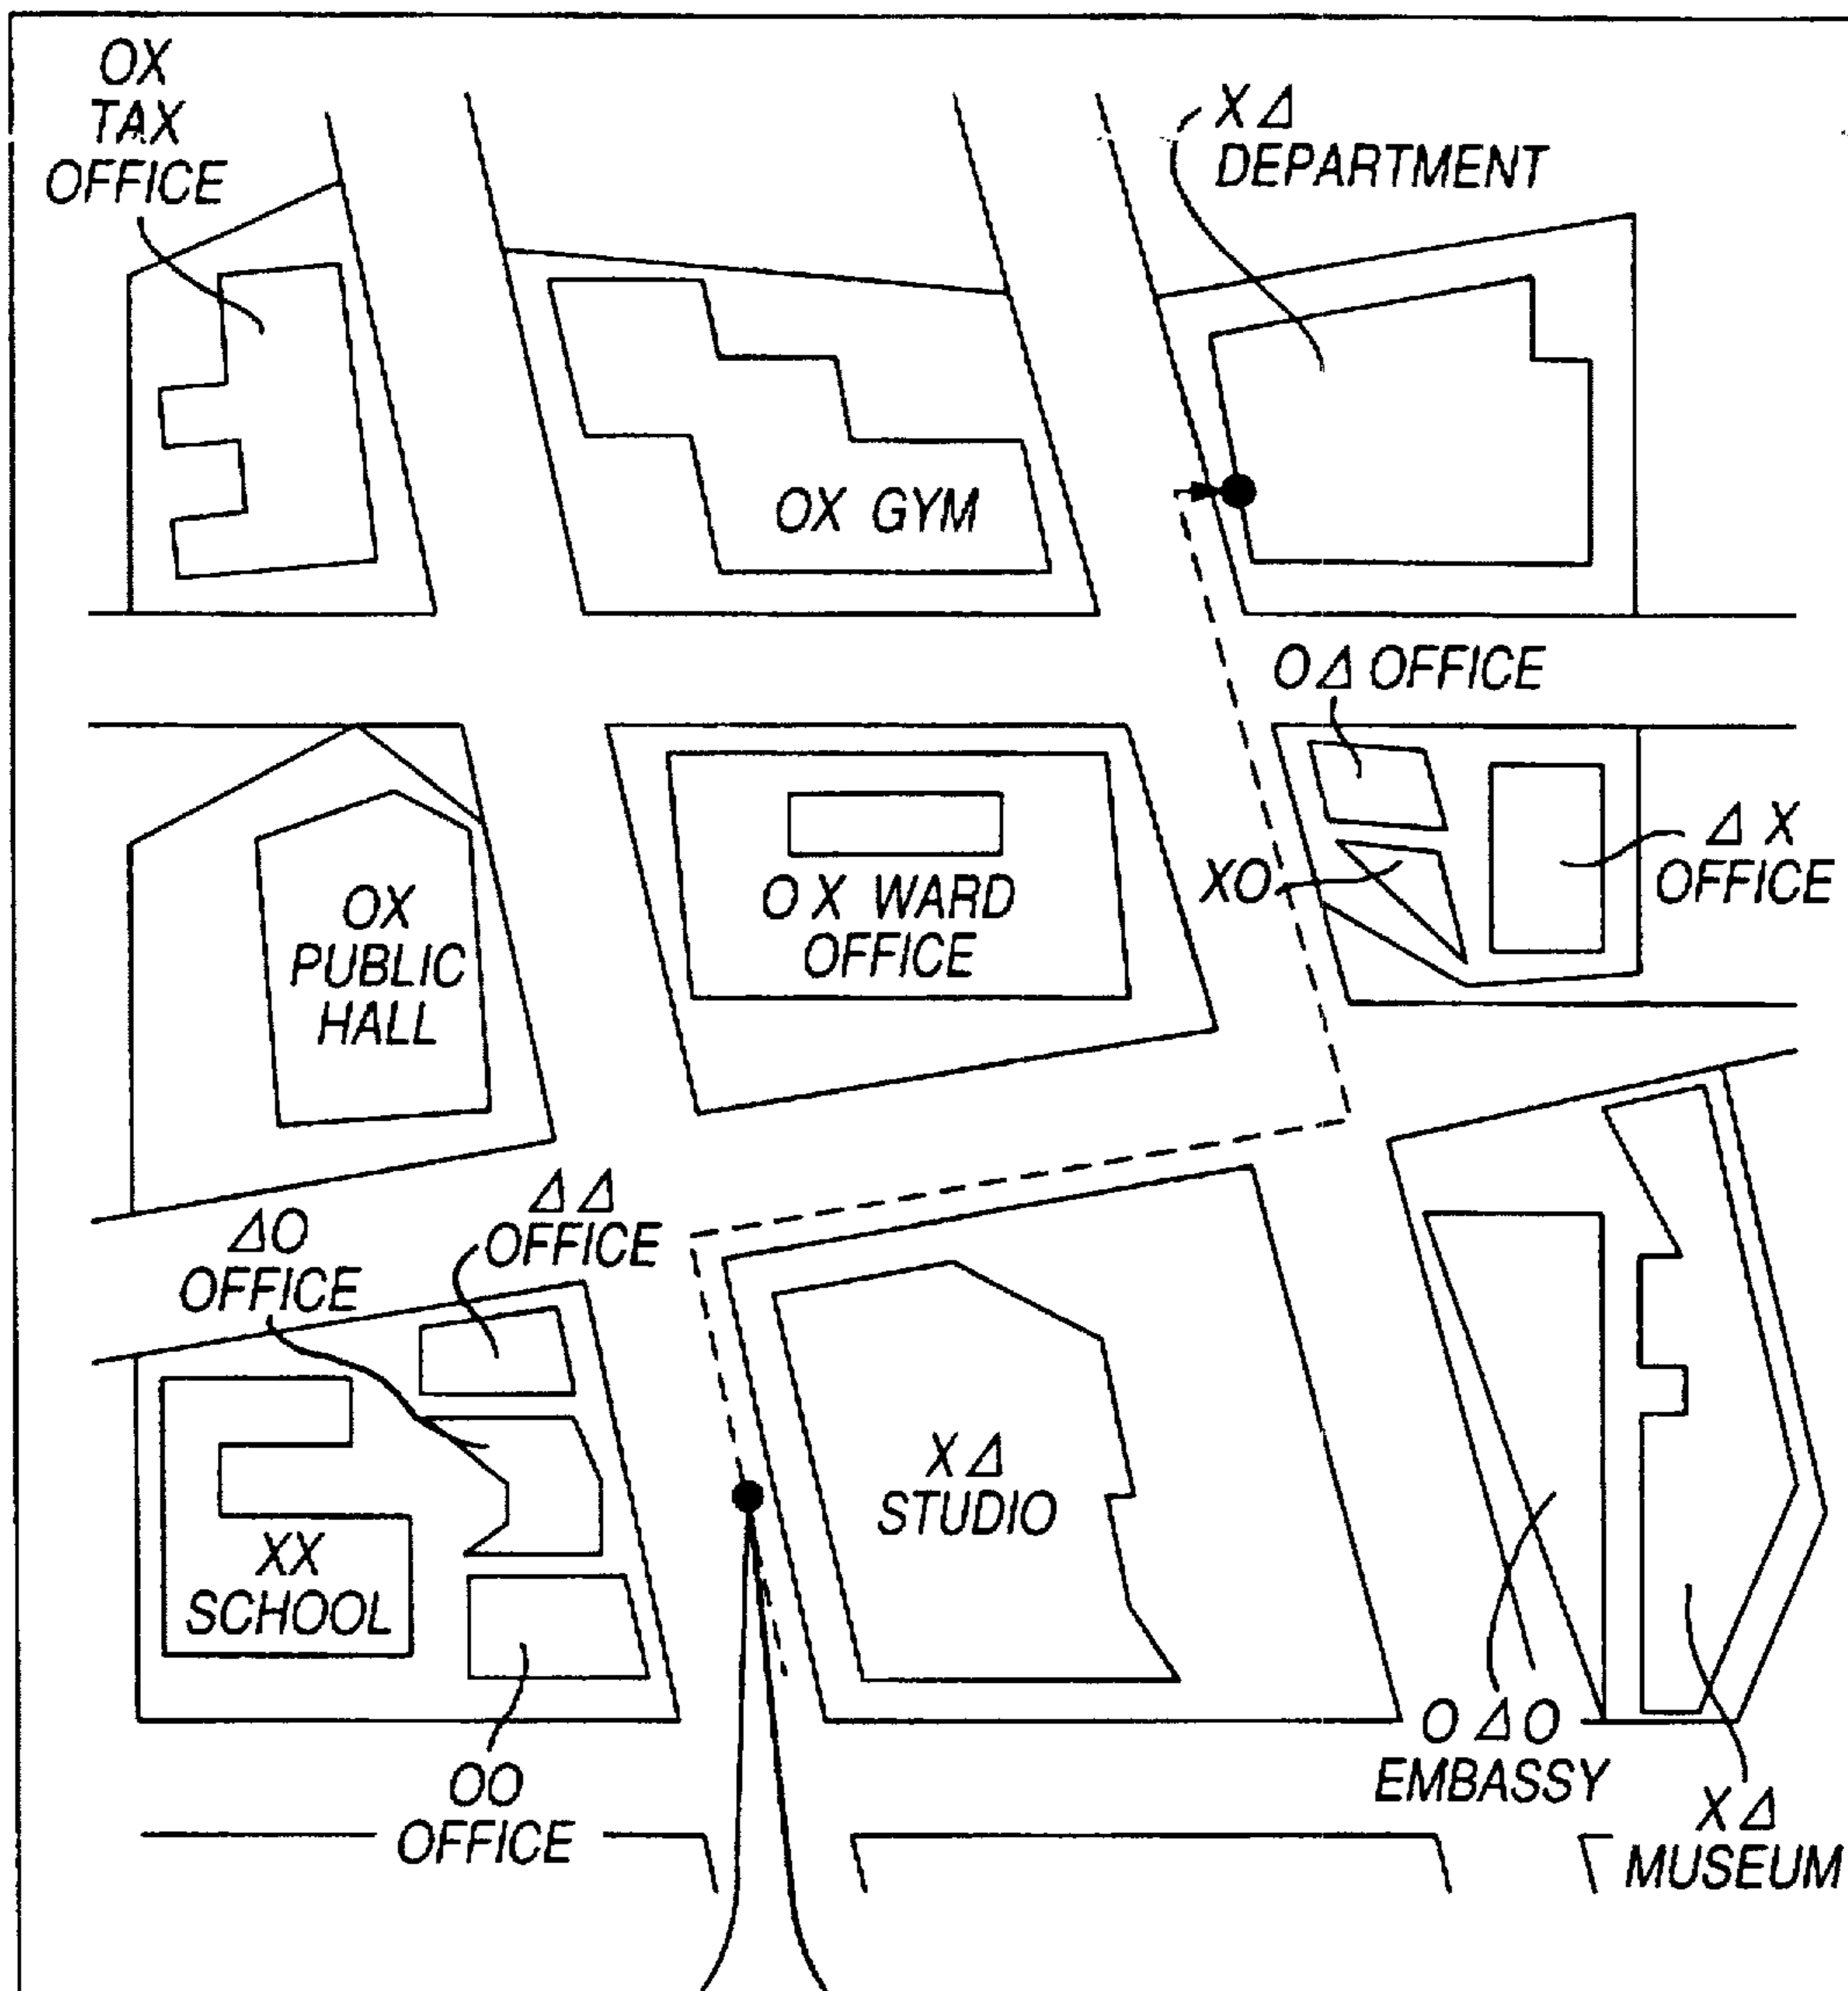 OX
TAX
OFFICE
XΔ
DEPARTMENT
OX GYM
OΔ OFFICE
ΔX
OFFICE
XO
OX WARD
OFFICE
OX
PUBLIC
HALL
ΔΔ
OFFICE
ΔO
OFFICE
XΔ
STUDIO
XX
SCHOOL
OO
OFFICE
OΔO
EMBASSY
XΔ
MUSEUM